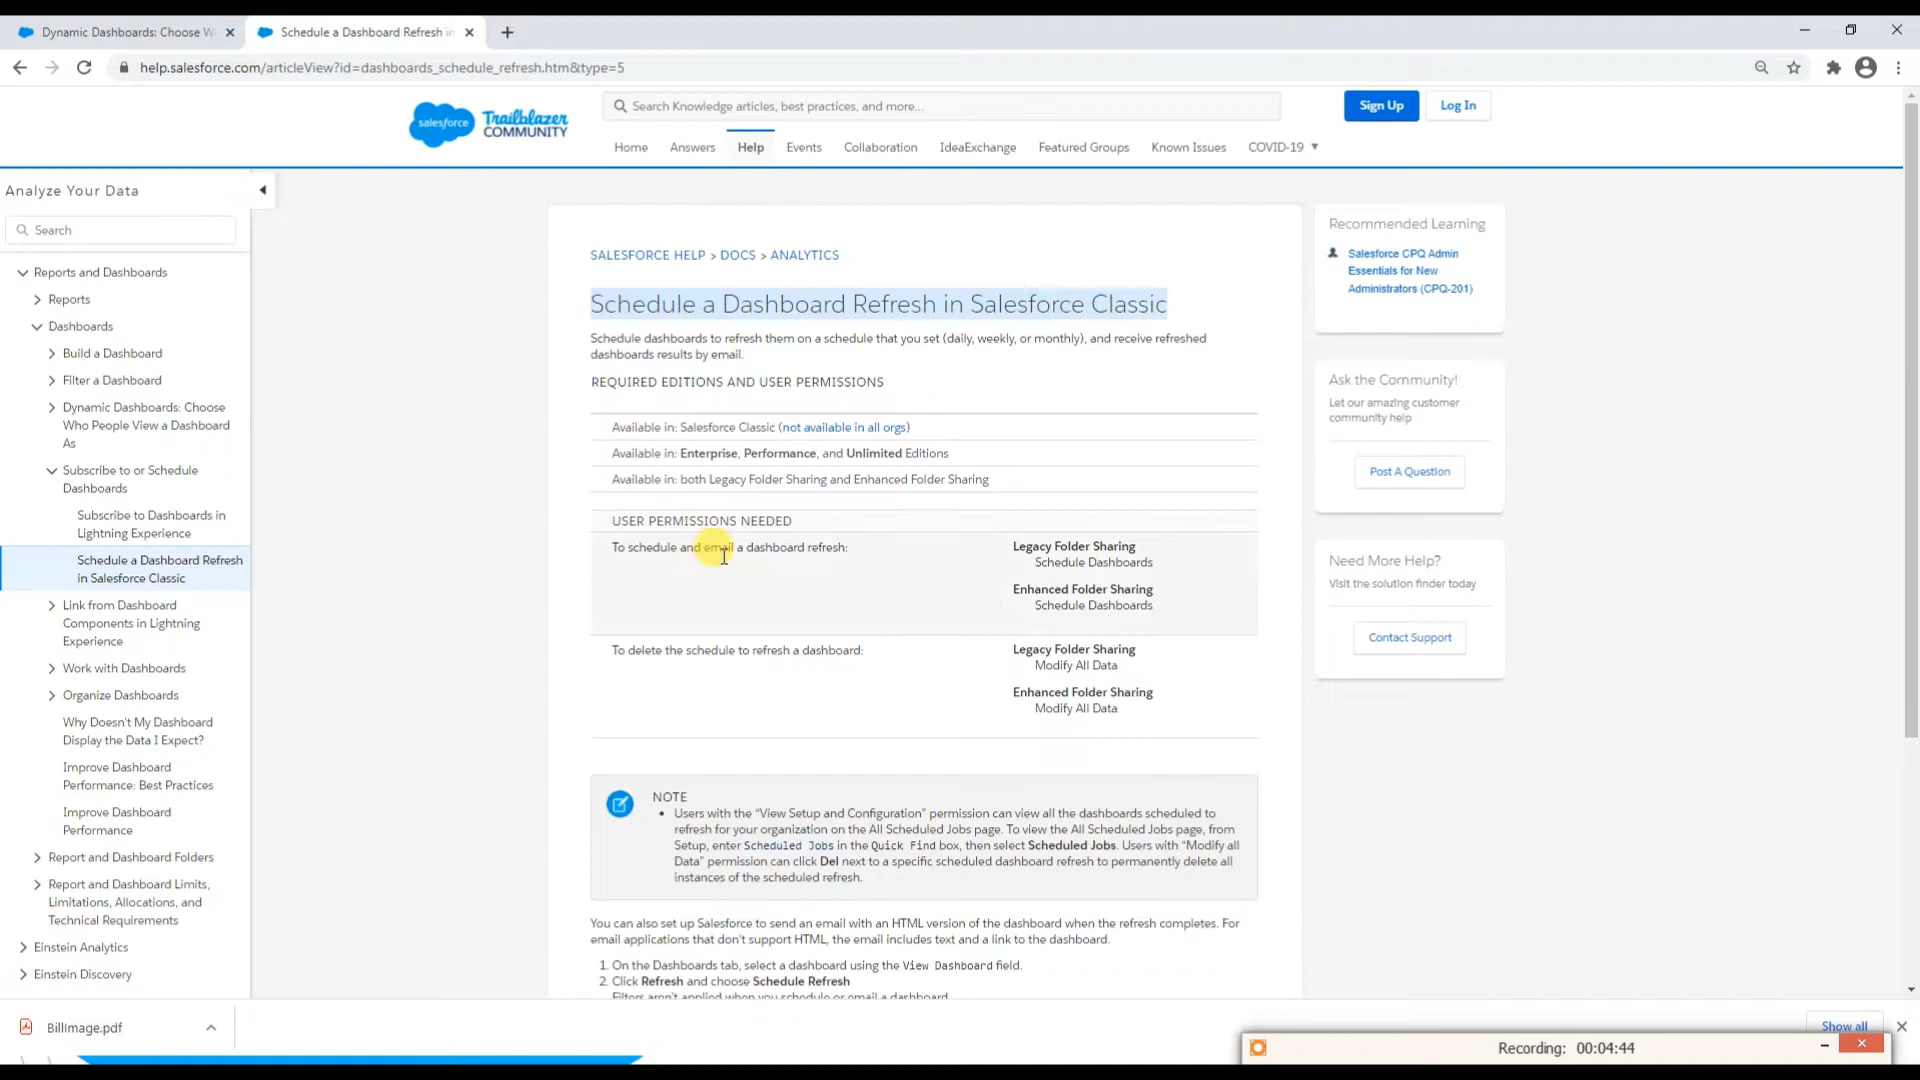 Dynamic Dashboards: Choose W
Schedule a Dashboard Refresh in
help.salesforce.com/articleView?id=dashboards_schedule_refresh.htm&type=5
salesforce
Trailblazer
COMMUNITY
Search Knowledge articles, best practices, and more...
Sign Up
Log In
Home
Answers
Help
Events
Collaboration
IdeaExchange
Featured Groups
Known Issues
COVID-19
Analyze Your Data
Search
Reports and Dashboards
Reports
Dashboards
Build a Dashboard
Filter a Dashboard
Dynamic Dashboards: Choose
Who People View a Dashboard
As
Subscribe to or Schedule
Dashboards
Subscribe to Dashboards in
Lightning Experience
Schedule a Dashboard Refresh
in Salesforce Classic
Link from Dashboard
Components in Lightning
Experience
Work with Dashboards
Organize Dashboards
Why Doesn't My Dashboard
Display the Data I Expect?
Improve Dashboard
Performance: Best Practices
Improve Dashboard
Performance
Report and Dashboard Folders
Report and Dashboard Limits,
Limitations, Allocations, and
Technical Requirements
Einstein Analytics
Einstein Discovery
SALESFORCE HELP > DOCS > ANALYTICS
Schedule a Dashboard Refresh in Salesforce Classic
Schedule dashboards to refresh them on a schedule that you set (daily, weekly, or monthly), and receive refreshed
dashboards results by email.
REQUIRED EDITIONS AND USER PERMISSIONS
Available in: Salesforce Classic (not available in all orgs)
Available in: Enterprise, Performance, and Unlimited Editions
Available in: both Legacy Folder Sharing and Enhanced Folder Sharing
USER PERMISSIONS NEEDED
To schedule and email a dashboard refresh:
Legacy Folder Sharing
Schedule Dashboards
Enhanced Folder Sharing
Schedule Dashboards
To delete the schedule to refresh a dashboard:
Legacy Folder Sharing
Modify All Data
Enhanced Folder Sharing
Modify All Data
NOTE
• Users with the “View Setup and Configuration” permission can view all the dashboards scheduled to
refresh for your organization on the All Scheduled Jobs page. To view the All Scheduled Jobs page, from
Setup, enter Scheduled Jobs in the Quick Find box, then select Scheduled Jobs. Users with “Modify all
Data” permission can click Del next to a specific scheduled dashboard refresh to permanently delete all
instances of the scheduled refresh.
You can also set up Salesforce to send an email with an HTML version of the dashboard when the refresh completes. For
email applications that don't support HTML, the email includes text and a link to the dashboard.
1. On the Dashboards tab, select a dashboard using the View Dashboard field.
2. Click Refresh and choose Schedule Refresh
Filters aren't applied when you schedule or email a dashboard
Recommended Learning
Salesforce CPQ Admin
Essentials for New
Administrators (CPQ-201)
Ask the Community!
Let our amazing customer
community help
Post A Question
Need More Help?
Visit the solution finder today
Contact Support
BillImage.pdf
Show all
Recording: 00:04:44